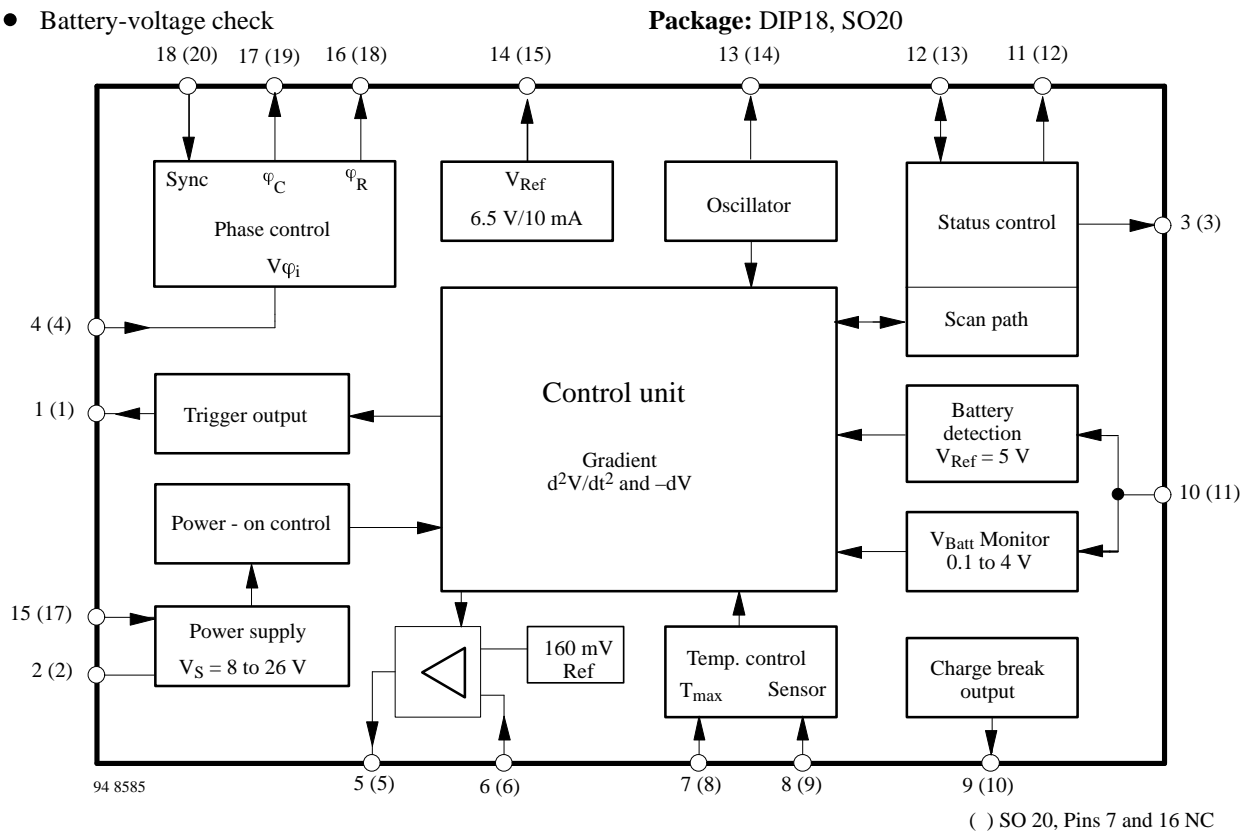 ● Battery-voltage check
Package: DIP18, SO20
18 (20)
17 (19)
16 (18)
14 (15)
13 (14)
12 (13)
11 (12)
Sync
φC
φR
Phase control
Vφi
VRef
6.5 V/10 mA
Oscillator
Status control
Scan path
3 (3)
4 (4)
Control unit
Gradient
d²V/dt² and –dV
1 (1)
Trigger output
Battery
detection
VRef = 5 V
10 (11)
Power - on control
VBatt Monitor
0.1 to 4 V
15 (17)
Power supply
VS = 8 to 26 V
2 (2)
160 mV
Ref
Temp. control
Tmax
Sensor
Charge break
output
94 8585
5 (5)
6 (6)
7 (8)
8 (9)
9 (10)
( ) SO 20, Pins 7 and 16 NC